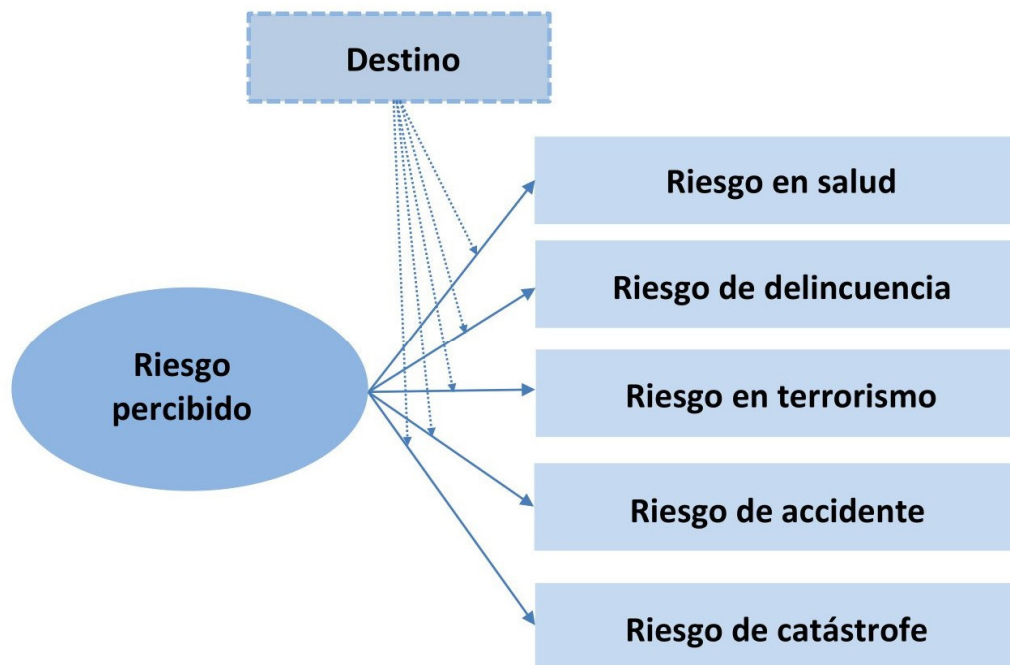 Destino
Riesgo en salud
Riesgo de delincuencia
Riesgo
percibido
Riesgo en terrorismo
Riesgo de accidente
Riesgo de catástrofe